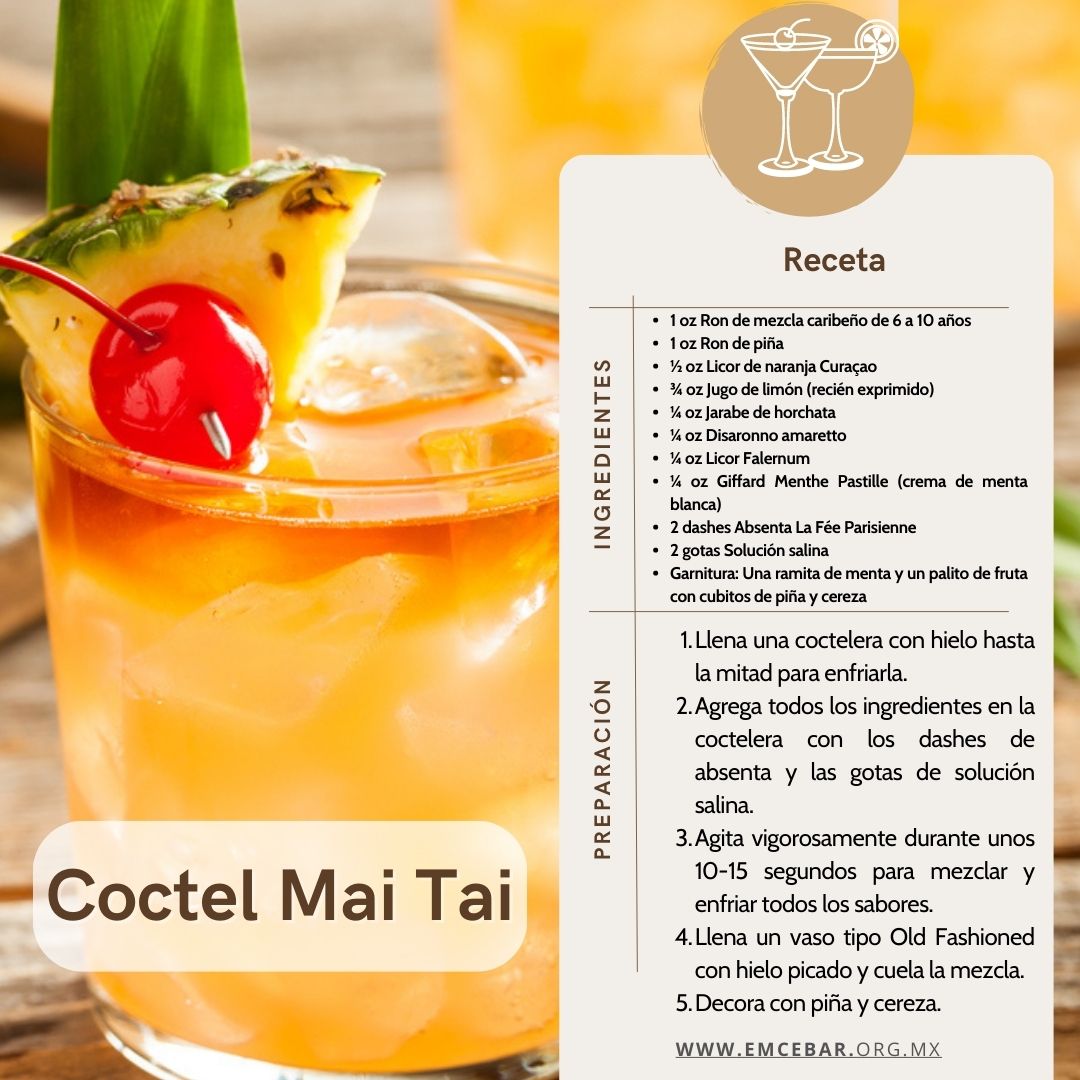 Receta
INGREDIENTES
• 1 oz Ron de mezcla caribeño de 6 a 10 años
• 1 oz Ron de piña
• ½ oz Licor de naranja Curaçao
• ¾ oz Jugo de limón (recién exprimido)
• ¼ oz Jarabe de horchata
• ¼ oz Disaronno amaretto
• ¼ oz Licor Falernum
• ¼ oz Giffard Menthe Pastille (crema de menta
blanca)
• 2 dashes Absenta La Fée Parisienne
• 2 gotas Solución salina
• Garnitura: Una ramita de menta y un palito de fruta
con cubitos de piña y cereza
PREPARACIÓN
1. Llena una coctelera con hielo hasta
la mitad para enfriarla.
2. Agrega todos los ingredientes en la
coctelera con los dashes de
absenta y las gotas de solución
salina.
3. Agita vigorosamente durante unos
10-15 segundos para mezclar y
enfriar todos los sabores.
4. Llena un vaso tipo Old Fashioned
con hielo picado y cuela la mezcla.
5. Decora con piña y cereza.
Coctel Mai Tai
WWW.EMCEBAR.ORG.MX